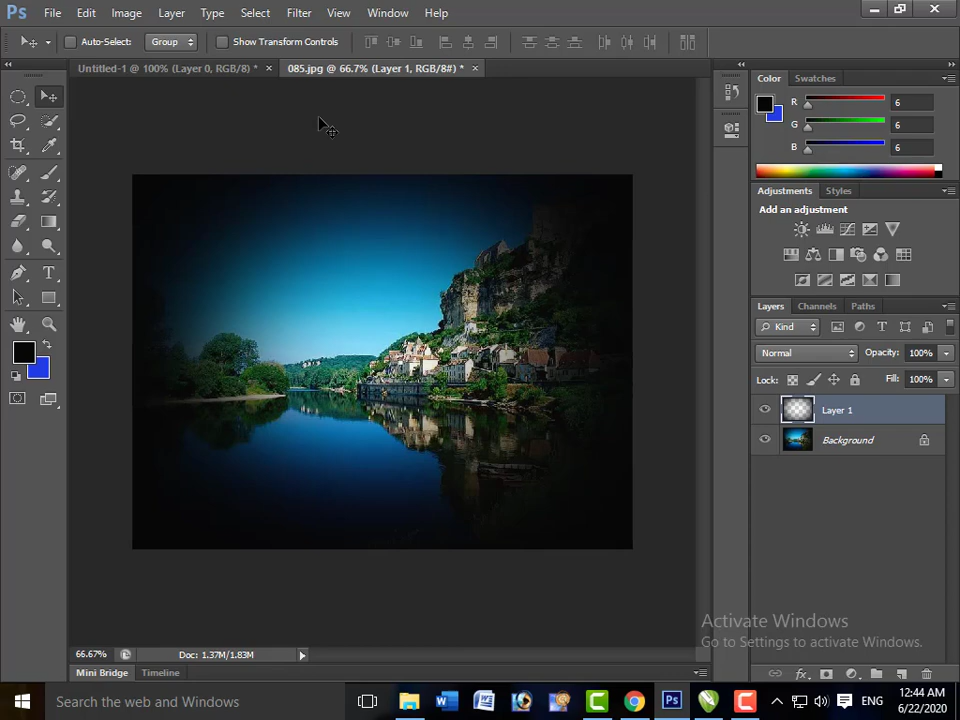 Ps File Edit Image Layer Type Select Filter View Window Help
Auto-Select: Group Show Transform Controls
Untitled-1 @ 100% (Layer 0, RGB/8) * × 085.jpg @ 66.7% (Layer 1, RGB/8#) * ×
Color Swatches
R 6
G 6
B 6
Adjustments Styles
Add an adjustment
Layers Channels Paths
Kind
Normal Opacity: 100%
Lock: Fill: 100%
Layer 1
Background
Activate Windows
Go to Settings to activate Windows.
66.67% Doc: 1.37M/1.83M
Mini Bridge Timeline
Search the web and Windows
ENG
12:44 AM
6/22/2020